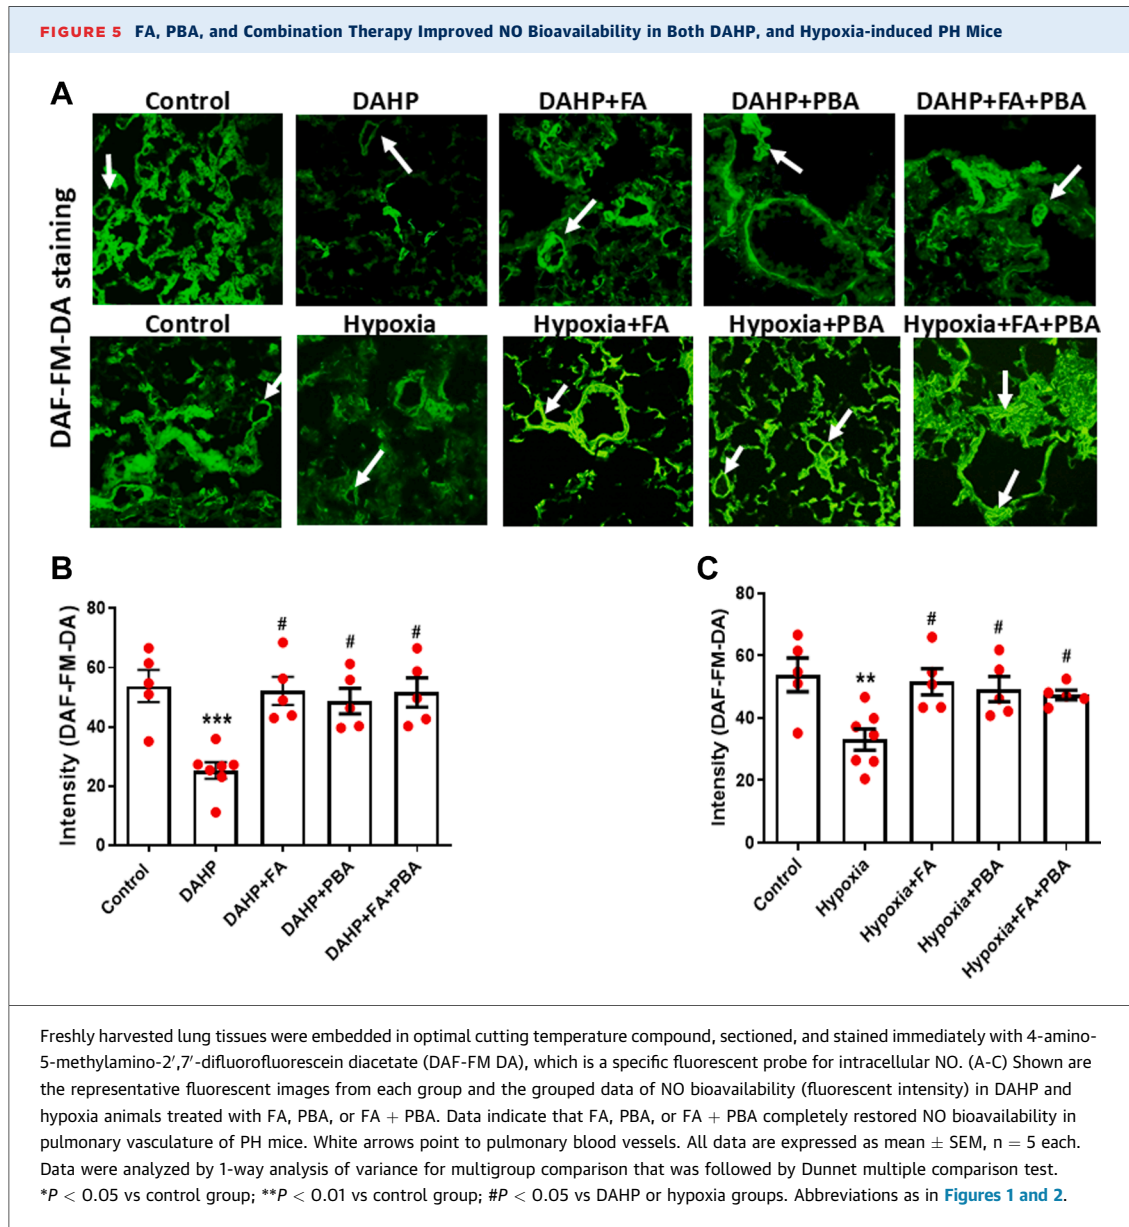 FIGURE 5 FA, PBA, and Combination Therapy Improved NO Bioavailability in Both DAHP, and Hypoxia-induced PH Mice
A
Control DAHP DAHP+FA DAHP+PBA DAHP+FA+PBA
DAF-FM-DA staining
Control Hypoxia Hypoxia+FA Hypoxia+PBA Hypoxia+FA+PBA
B
Intensity (DAF-FM-DA)
80
60
40
20
0
***
#
#
#
Control
DAHP
DAHP+FA
DAHP+PBA
DAHP+FA+PBA
C
Intensity (DAF-FM-DA)
80
60
40
20
0
**
#
#
#
Control
Hypoxia
Hypoxia+FA
Hypoxia+PBA
Hypoxia+FA+PBA
Freshly harvested lung tissues were embedded in optimal cutting temperature compound, sectioned, and stained immediately with 4-amino-
5-methylamino-2′,7′-difluorofluorescein diacetate (DAF-FM DA), which is a specific fluorescent probe for intracellular NO. (A-C) Shown are
the representative fluorescent images from each group and the grouped data of NO bioavailability (fluorescent intensity) in DAHP and
hypoxia animals treated with FA, PBA, or FA + PBA. Data indicate that FA, PBA, or FA + PBA completely restored NO bioavailability in
pulmonary vasculature of PH mice. White arrows point to pulmonary blood vessels. All data are expressed as mean ± SEM, n = 5 each.
Data were analyzed by 1-way analysis of variance for multigroup comparison that was followed by Dunnet multiple comparison test.
*P < 0.05 vs control group; **P < 0.01 vs control group; #P < 0.05 vs DAHP or hypoxia groups. Abbreviations as in Figures 1 and 2.